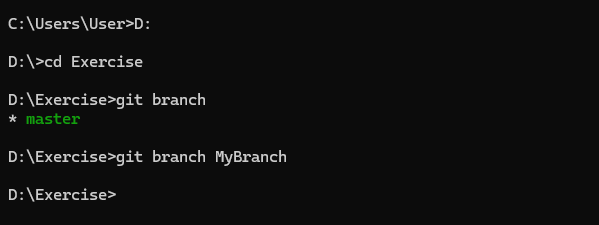 C:\Users\User>D:
D:\>cd Exercise
D:\Exercise>git branch
* master
D:\Exercise>git branch MyBranch
D:\Exercise>